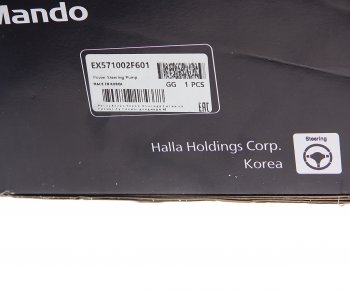 Mando
EX571002F601
Power Steering Pump
MADE IN KOREA
GG 1 PCS
EAC
Halla Holdings Corp.
Korea
Steering